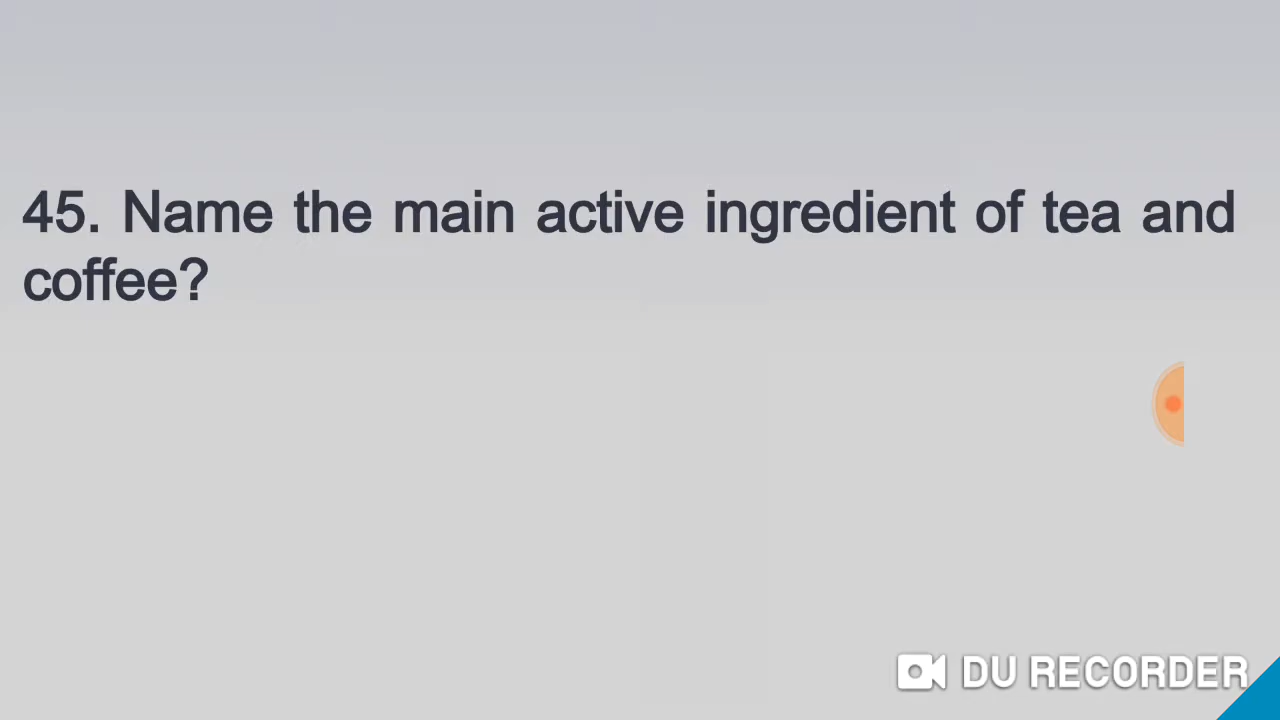 45. Name the main active ingredient of tea and
coffee?
DU RECORDER